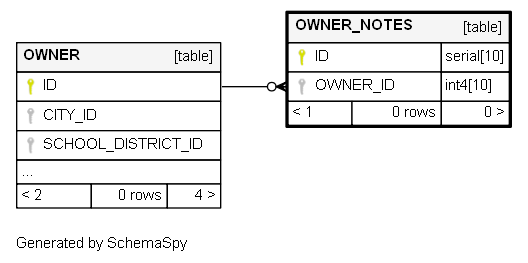 OWNER_NOTES [table]
ID serial[10]
OWNER_ID int4[10]
< 1 0 rows 0 >
OWNER [table]
ID
CITY_ID
SCHOOL_DISTRICT_ID
...
< 2 0 rows 4 >
Generated by SchemaSpy